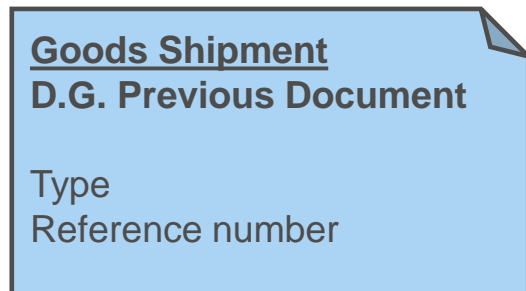 Goods Shipment
D.G. Previous Document
Type
Reference number